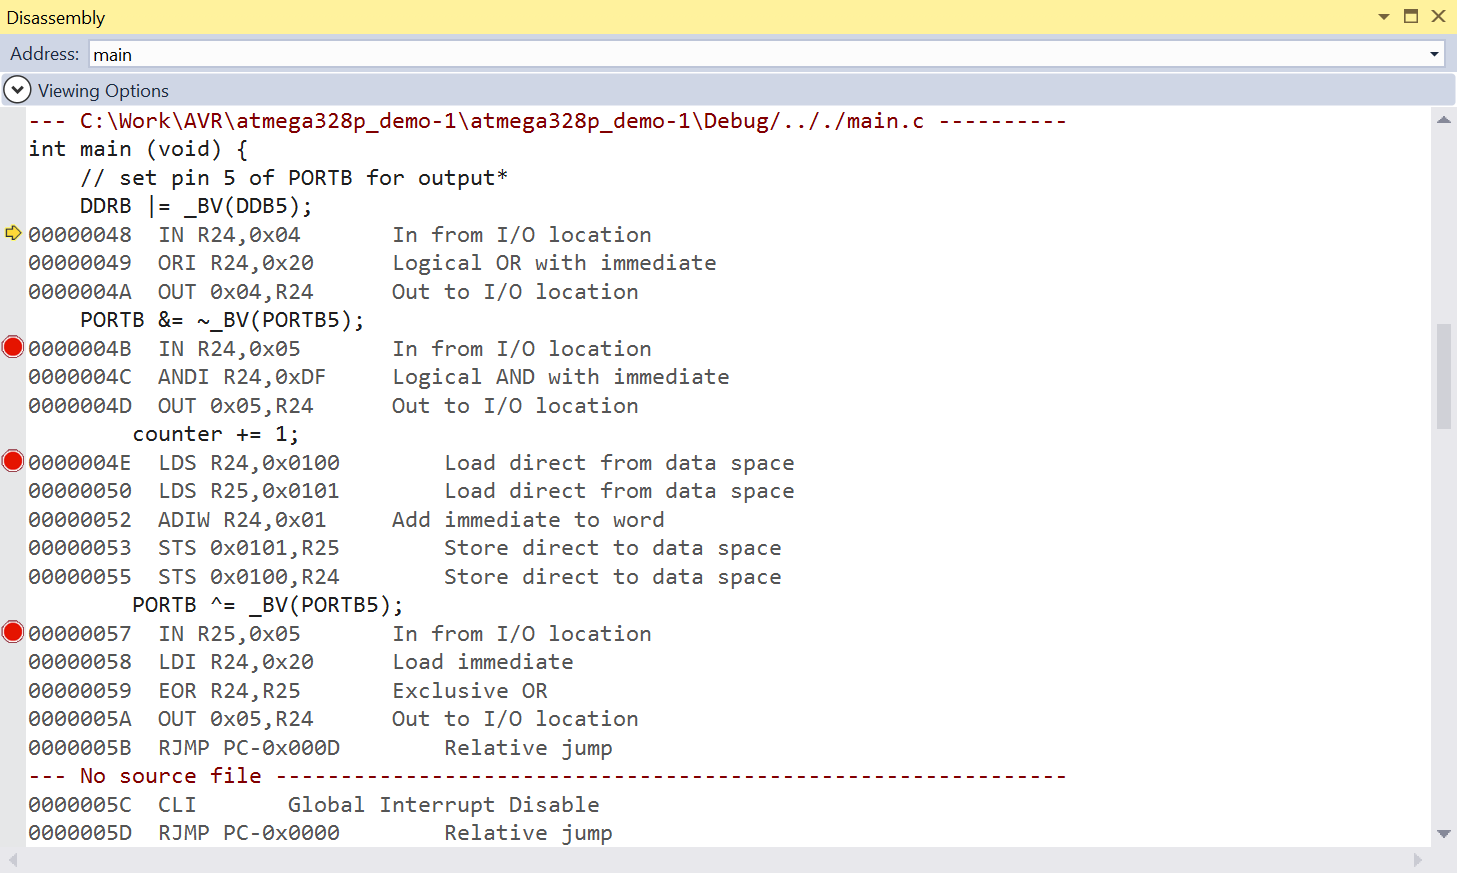 Disassembly
Address: main
Viewing Options
--- C:\Work\AVR\atmega328p_demo-1\atmega328p_demo-1\Debug/.././main.c ----------
int main (void) {
    // set pin 5 of PORTB for output*
    DDRB |= _BV(DDB5);
00000048  IN R24,0x04       In from I/O location
00000049  ORI R24,0x20      Logical OR with immediate
0000004A  OUT 0x04,R24      Out to I/O location
    PORTB &= ~_BV(PORTB5);
0000004B  IN R24,0x05       In from I/O location
0000004C  ANDI R24,0xDF     Logical AND with immediate
0000004D  OUT 0x05,R24      Out to I/O location
        counter += 1;
0000004E  LDS R24,0x0100        Load direct from data space
00000050  LDS R25,0x0101        Load direct from data space
00000052  ADIW R24,0x01     Add immediate to word
00000053  STS 0x0101,R25        Store direct to data space
00000055  STS 0x0100,R24        Store direct to data space
        PORTB ^= _BV(PORTB5);
00000057  IN R25,0x05       In from I/O location
00000058  LDI R24,0x20      Load immediate
00000059  EOR R24,R25       Exclusive OR
0000005A  OUT 0x05,R24      Out to I/O location
0000005B  RJMP PC-0x000D        Relative jump
--- No source file -------------------------------------------------------------
0000005C  CLI       Global Interrupt Disable
0000005D  RJMP PC-0x0000        Relative jump